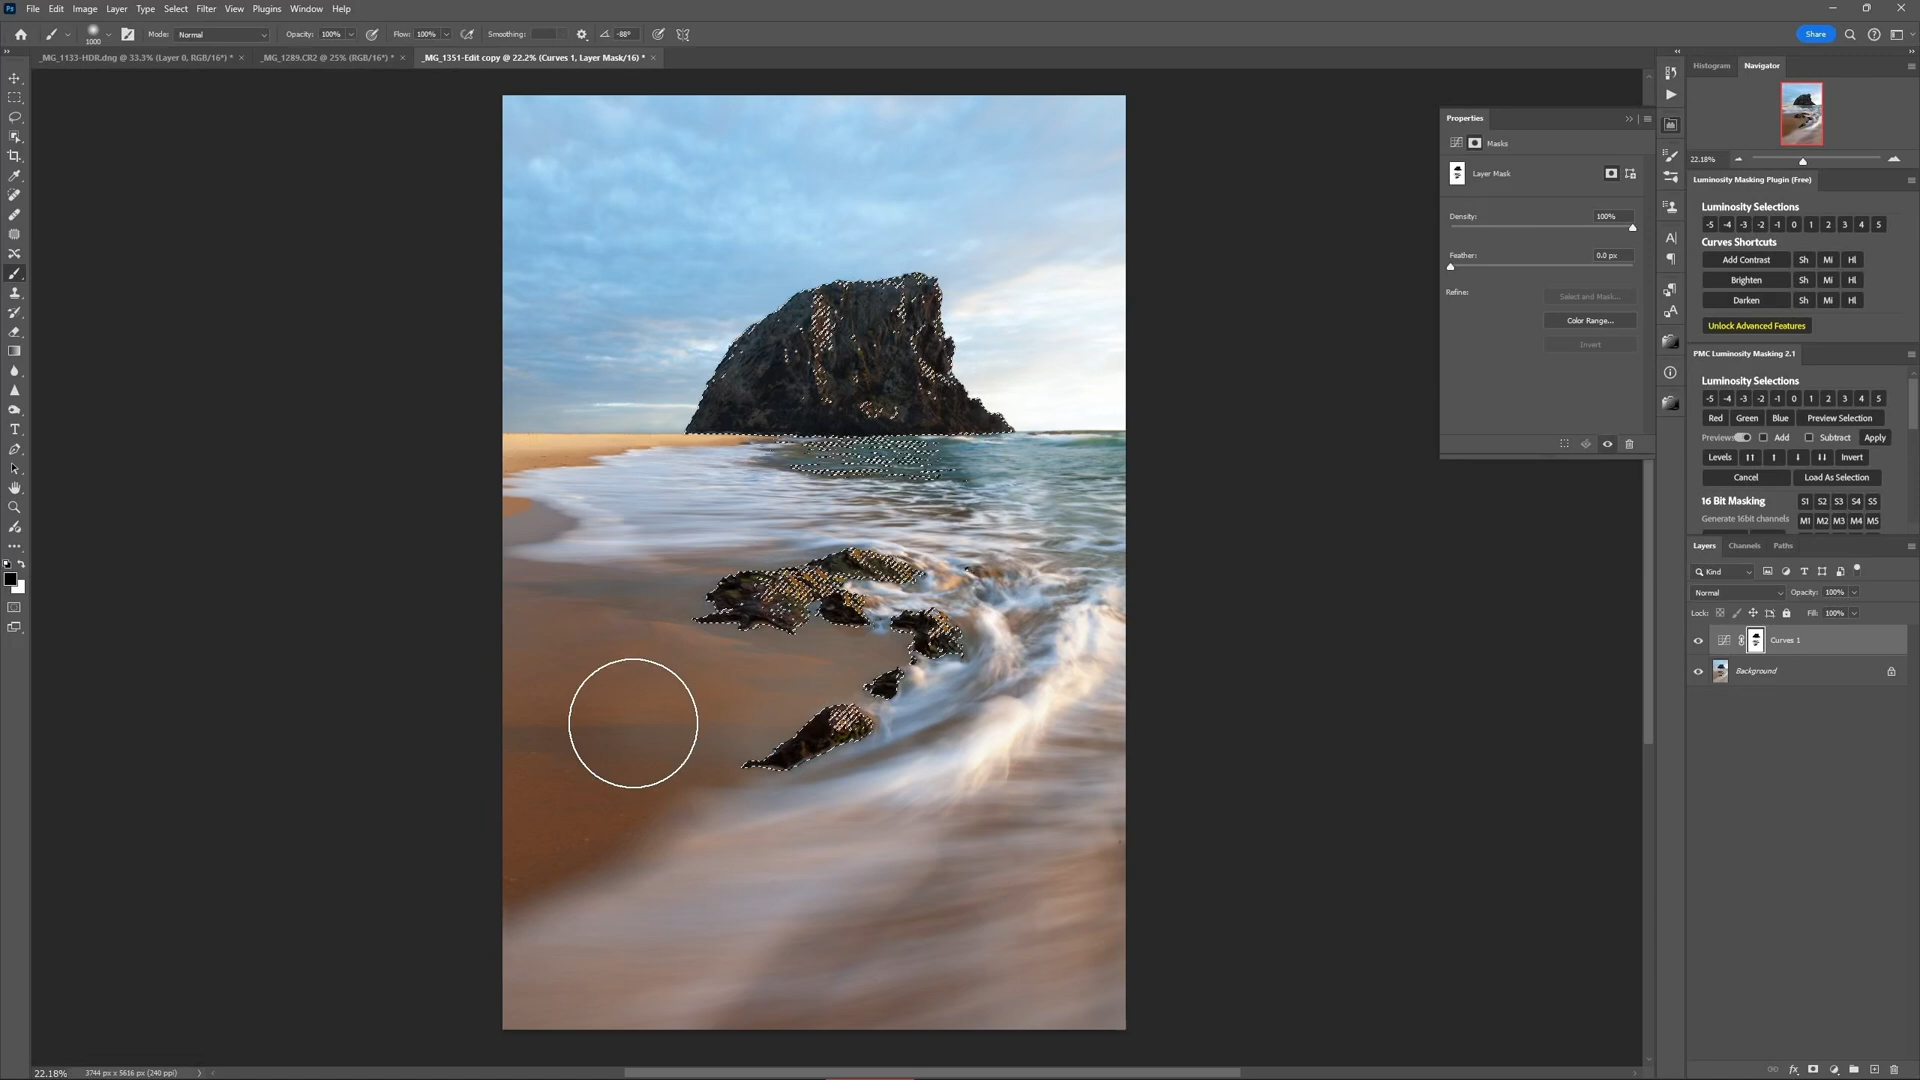 Ps File Edit Image Layer Type Select Filter View Plugins Window Help
1000 Mode: Normal Opacity: 100% Flow: 100% Smoothing: -88° Share
_MG_1133-HDR.dng @ 33.3% (Layer 0, RGB/16*) * × _MG_1289.CR2 @ 25% (RGB/16*) * × _MG_1351-Edit copy @ 22.2% (Curves 1, Layer Mask/16) * ×
Properties
Masks
Layer Mask
Density: 100%
Feather: 0.0 px
Refine: Select and Mask...
Color Range...
Invert
Histogram Navigator
22.18%
Luminosity Masking Plugin (Free)
Luminosity Selections
-5 -4 -3 -2 -1 0 1 2 3 4 5
Curves Shortcuts
Add Contrast Sh Mi Hl
Brighten Sh Mi Hl
Darken Sh Mi Hl
Unlock Advanced Features
PMC Luminosity Masking 2.1
Luminosity Selections
-5 -4 -3 -2 -1 0 1 2 3 4 5
Red Green Blue Preview Selection
Previews Add Subtract Apply
Levels ↑↑ ↑ ↓ ↓↓ Invert
Cancel Load As Selection
16 Bit Masking S1 S2 S3 S4 S5
Generate 16bit channels M1 M2 M3 M4 M5
Layers Channels Paths
Kind
Normal Opacity: 100%
Lock: Fill: 100%
Curves 1
Background
22.18% 3744 px x 5616 px (240 ppi)